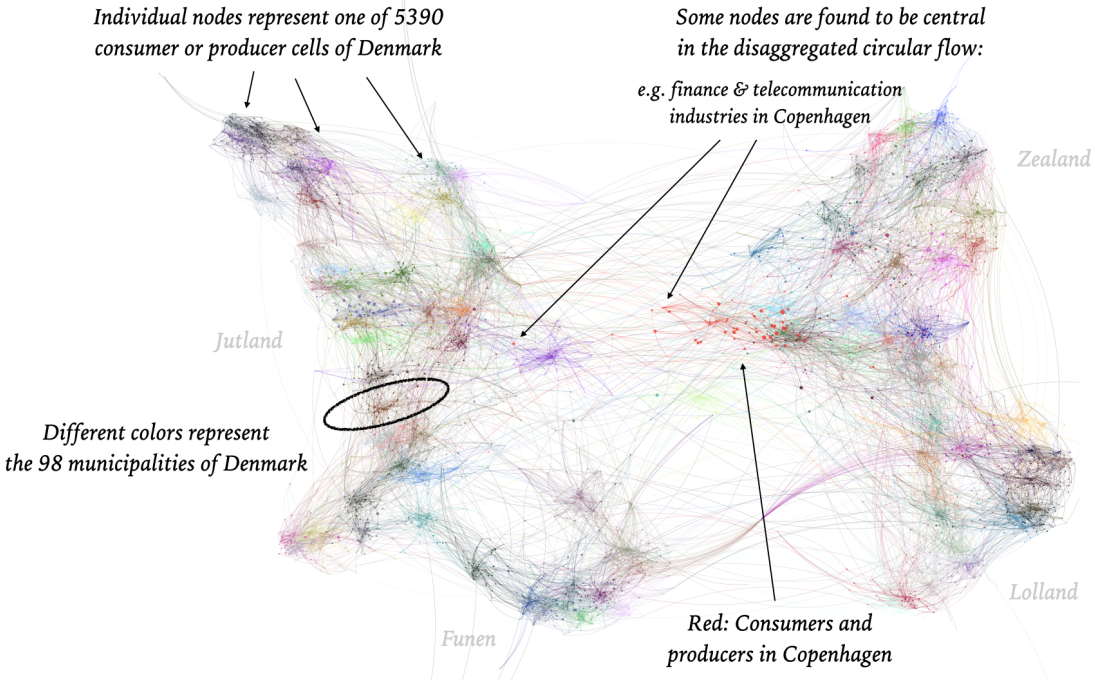 Individual nodes represent one of 5390
consumer or producer cells of Denmark
Some nodes are found to be central
in the disaggregated circular flow:
e.g. finance & telecommunication
industries in Copenhagen
Zealand
Jutland
Different colors represent
the 98 municipalities of Denmark
Lolland
Funen
Red: Consumers and
producers in Copenhagen